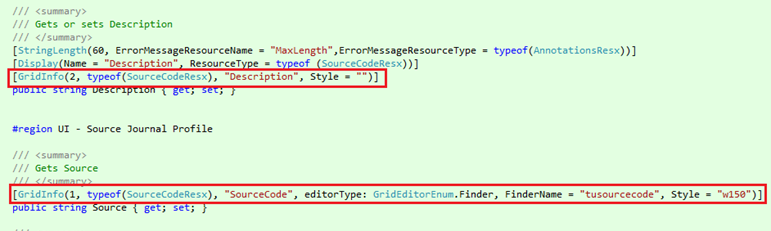 /// <summary>
/// Gets or sets Description
/// </summary>
[StringLength(60, ErrorMessageResourceName = "MaxLength",ErrorMessageResourceType = typeof(AnnotationsResx))]
[Display(Name = "Description", ResourceType = typeof (SourceCodeResx))]
[GridInfo(2, typeof(SourceCodeResx), "Description", Style = "")]
public string Description { get; set; }
#region UI - Source Journal Profile
/// <summary>
/// Gets Source
/// </summary>
[GridInfo(1, typeof(SourceCodeResx), "SourceCode", editorType: GridEditorEnum.Finder, FinderName = "tusourcecode", Style = "w150")]
public string Source { get; set; }